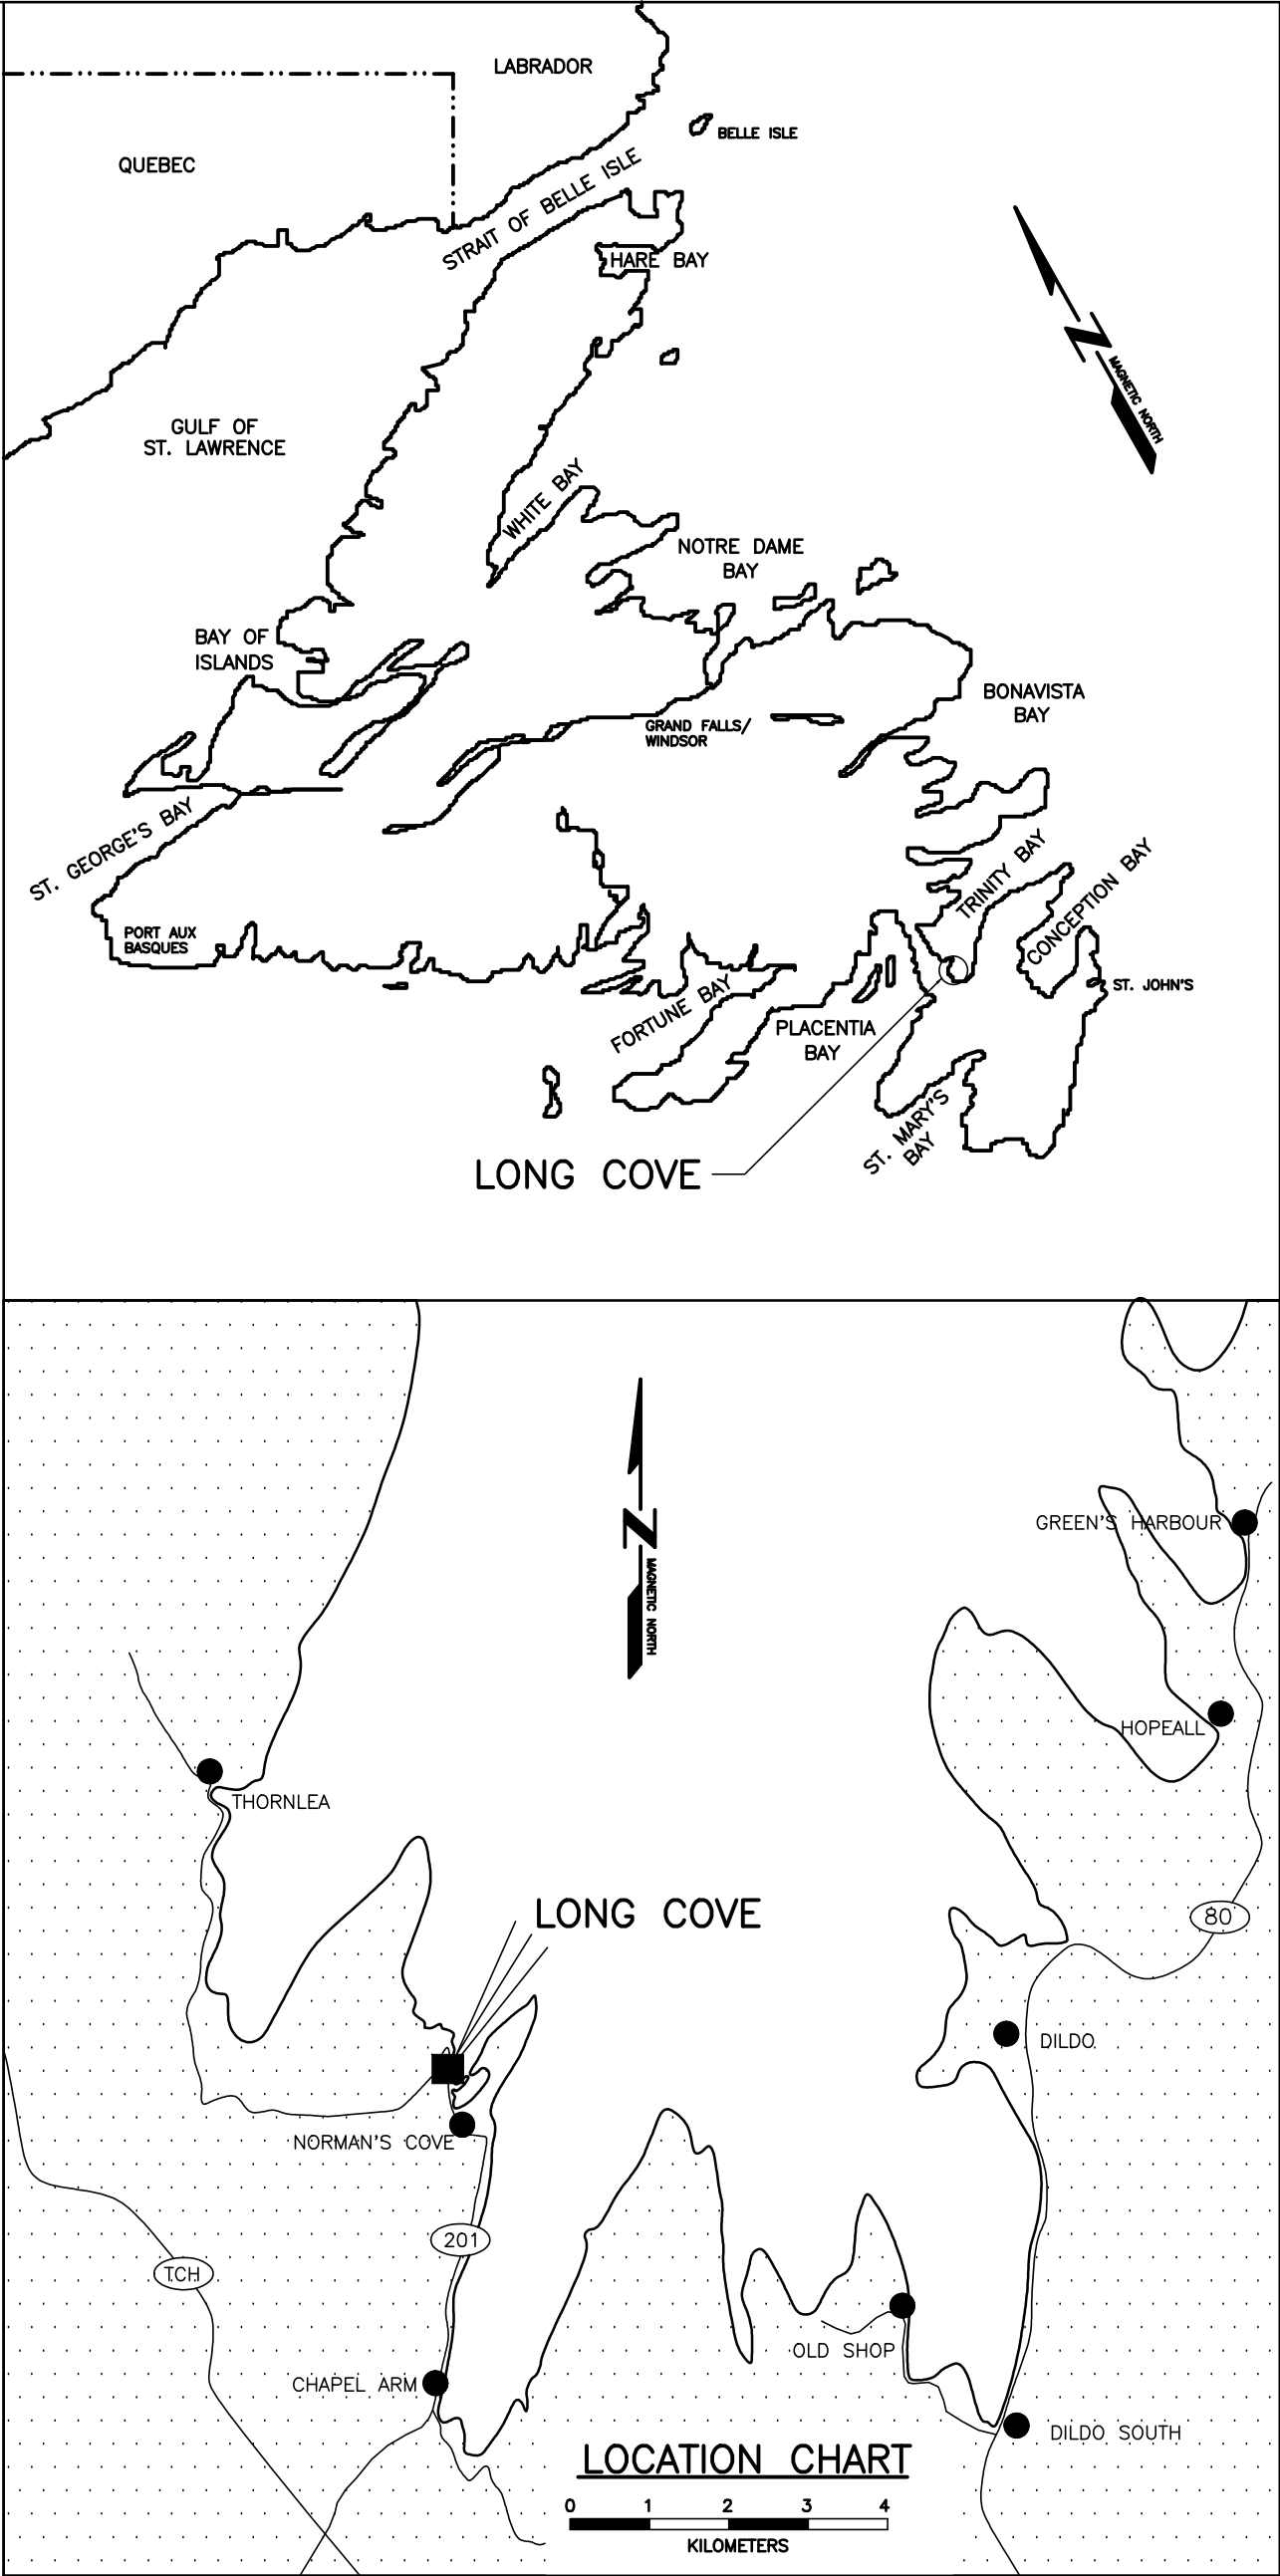 LABRADOR
BELLE ISLE
QUEBEC
STRAIT OF BELLE ISLE
HARE BAY
N
MAGNETIC NORTH
GULF OF
ST. LAWRENCE
WHITE BAY
NOTRE DAME
BAY
BAY OF
ISLANDS
BONAVISTA
BAY
GRAND FALLS/
WINDSOR
ST. GEORGE'S BAY
TRINITY BAY
CONCEPTION BAY
PORT AUX
BASQUES
ST. JOHN'S
FORTUNE BAY
PLACENTIA
BAY
ST. MARY'S
BAY
LONG COVE
N
MAGNETIC NORTH
GREEN'S HARBOUR
HOPEALL
THORNLEA
LONG COVE
80
DILDO
NORMAN'S COVE
201
TCH
OLD SHOP
CHAPEL ARM
DILDO SOUTH
LOCATION CHART
0 1 2 3 4
KILOMETERS